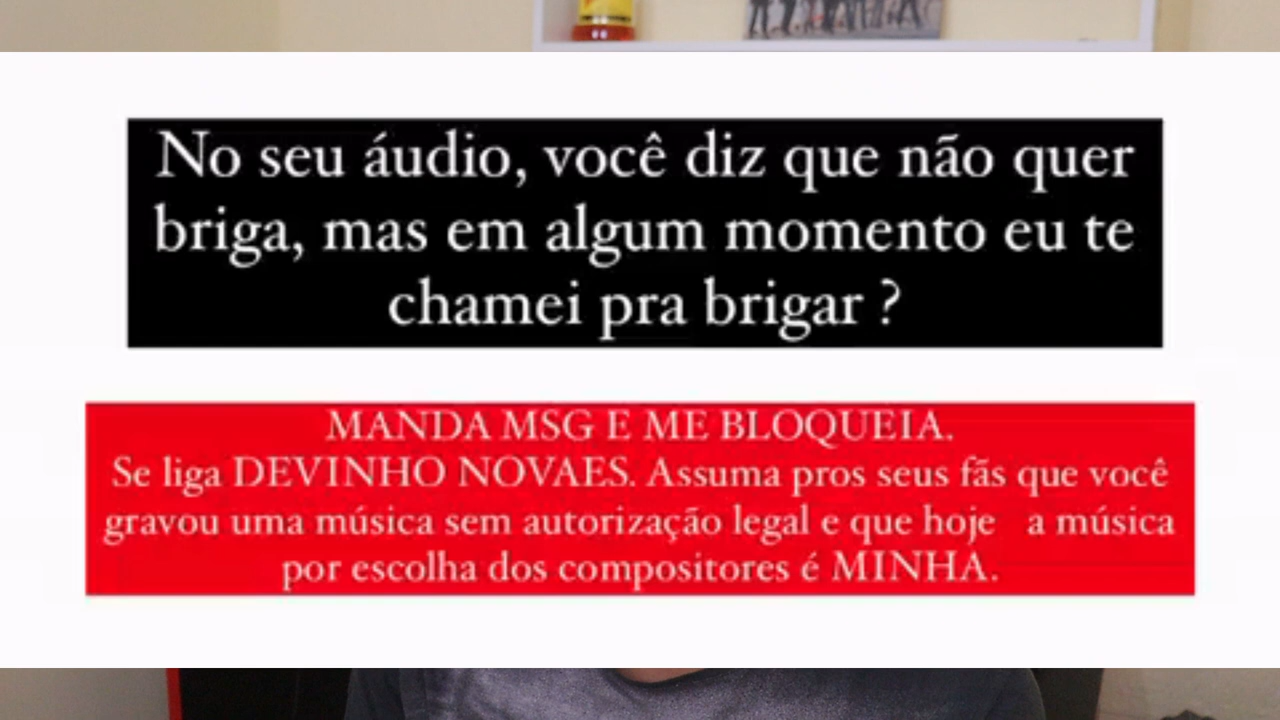 No seu áudio, você diz que não quer
briga, mas em algum momento eu te
chamei pra brigar ?
MANDA MSG E ME BLOQUEIA.
Se liga DEVINHO NOVAES. Assuma pros seus fãs que você
gravou uma música sem autorização legal e que hoje a música
por escolha dos compositores é MINHA.